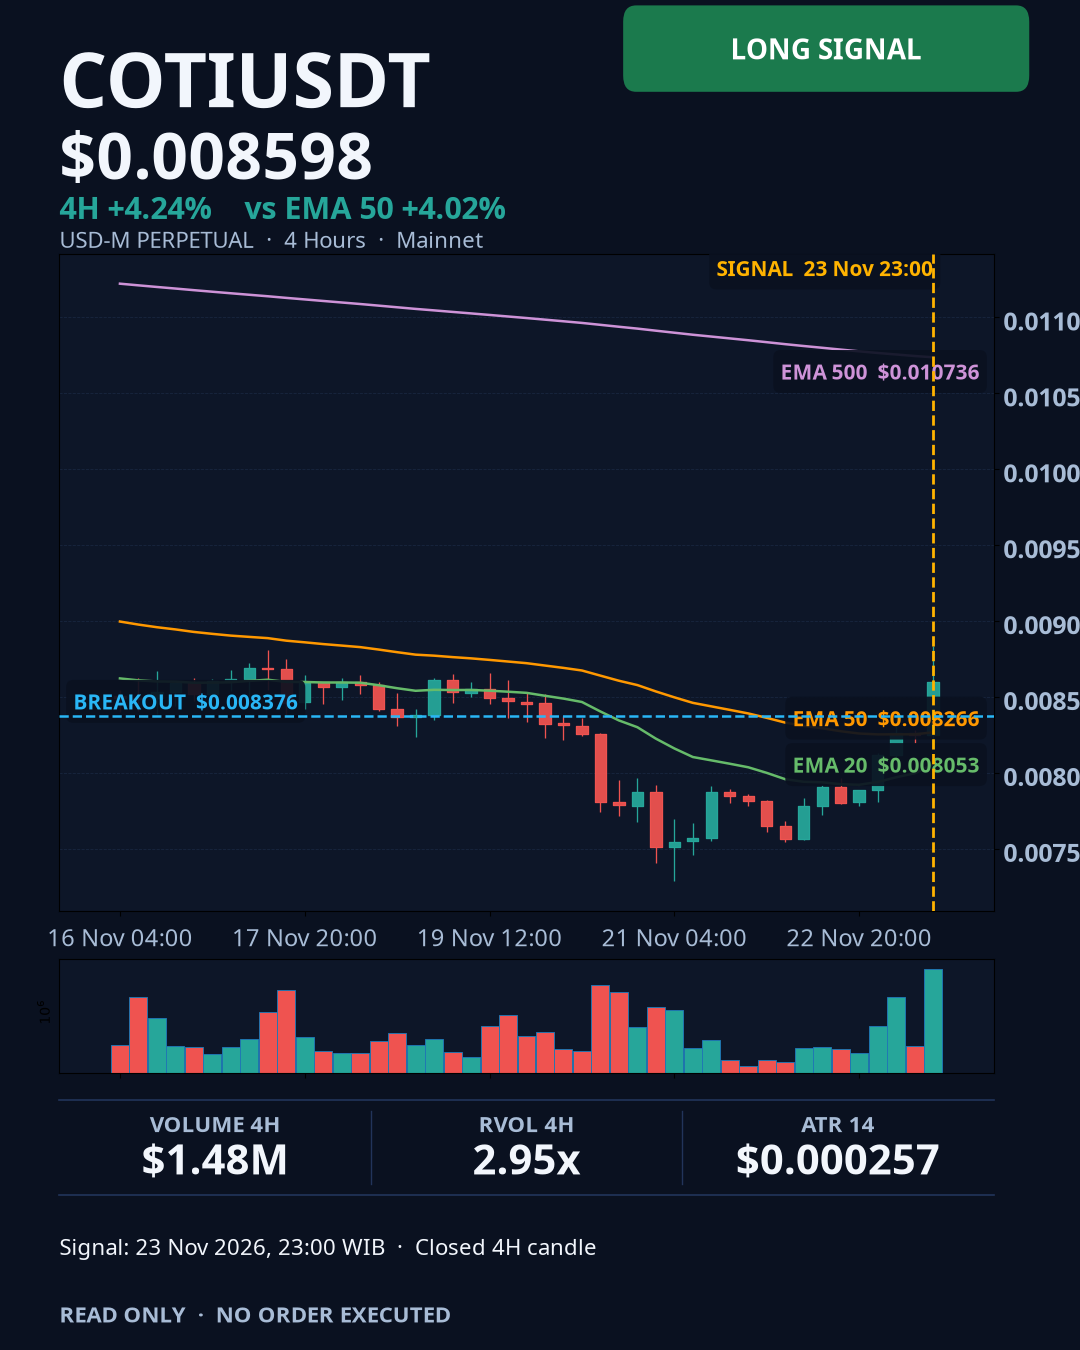 LONG SIGNAL
COTIUSDT
$0.008598
4H +4.24% vs EMA 50 +4.02%
USD-M PERPETUAL · 4 Hours · Mainnet
SIGNAL 23 Nov 23:00
0.0110
EMA 500 $0.010736
0.0105
0.0100
0.0095
0.0090
BREAKOUT $0.008376
0.0085
EMA 50 $0.008266
EMA 20 $0.008053
0.0080
0.0075
16 Nov 04:00 17 Nov 20:00 19 Nov 12:00 21 Nov 04:00 22 Nov 20:00
10⁶
VOLUME 4H RVOL 4H ATR 14
$1.48M 2.95x $0.000257
Signal: 23 Nov 2026, 23:00 WIB · Closed 4H candle
READ ONLY · NO ORDER EXECUTED